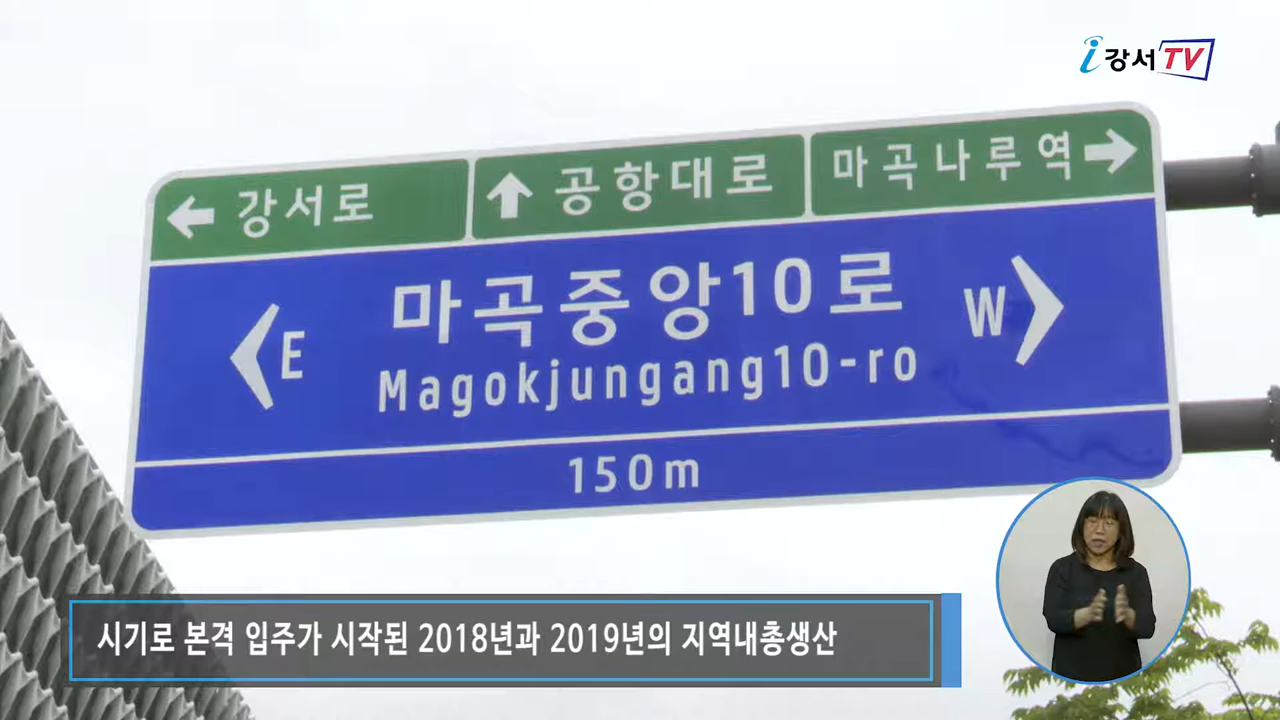 i강서TV
← 강서로
↑ 공항대로
마곡나루역 →
E 마곡중앙10로 W
Magokjungang10-ro
150m
시기로 본격 입주가 시작된 2018년과 2019년의 지역내총생산